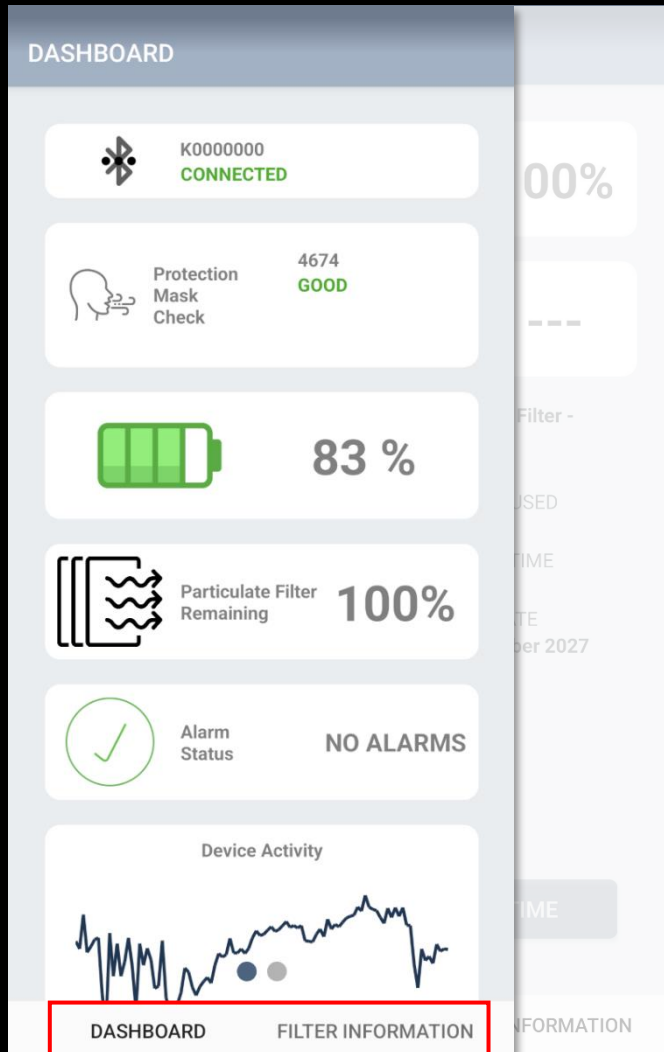 DASHBOARD
K0000000
CONNECTED
00%
Protection
Mask
Check
4674
GOOD
---
83 %
Filter -
USED
TIME
Particulate Filter
Remaining
100%
TE
ber 2027
Alarm
Status
NO ALARMS
Device Activity
TIME
DASHBOARD
FILTER INFORMATION
INFORMATION